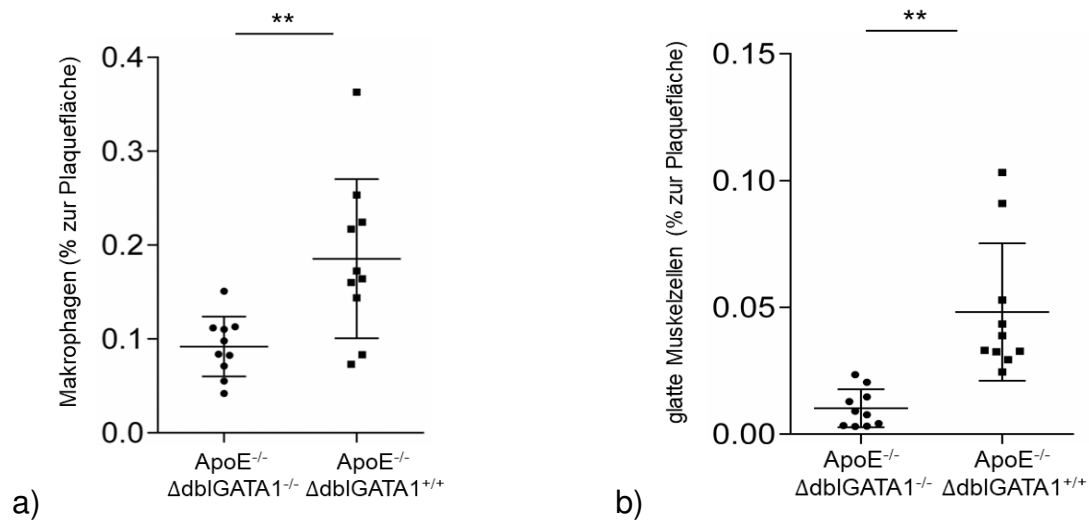 **
Makrophagen (% zur Plaquefläche)
0.4
0.3
0.2
0.1
0.0
ApoE⁻/⁻
ΔdblGATA1⁻/⁻
ApoE⁻/⁻
ΔdblGATA1⁺/⁺
a)
**
glatte Muskelzellen (% zur Plaquefläche)
0.15
0.10
0.05
0.00
ApoE⁻/⁻
ΔdblGATA1⁻/⁻
ApoE⁻/⁻
ΔdblGATA1⁺/⁺
b)